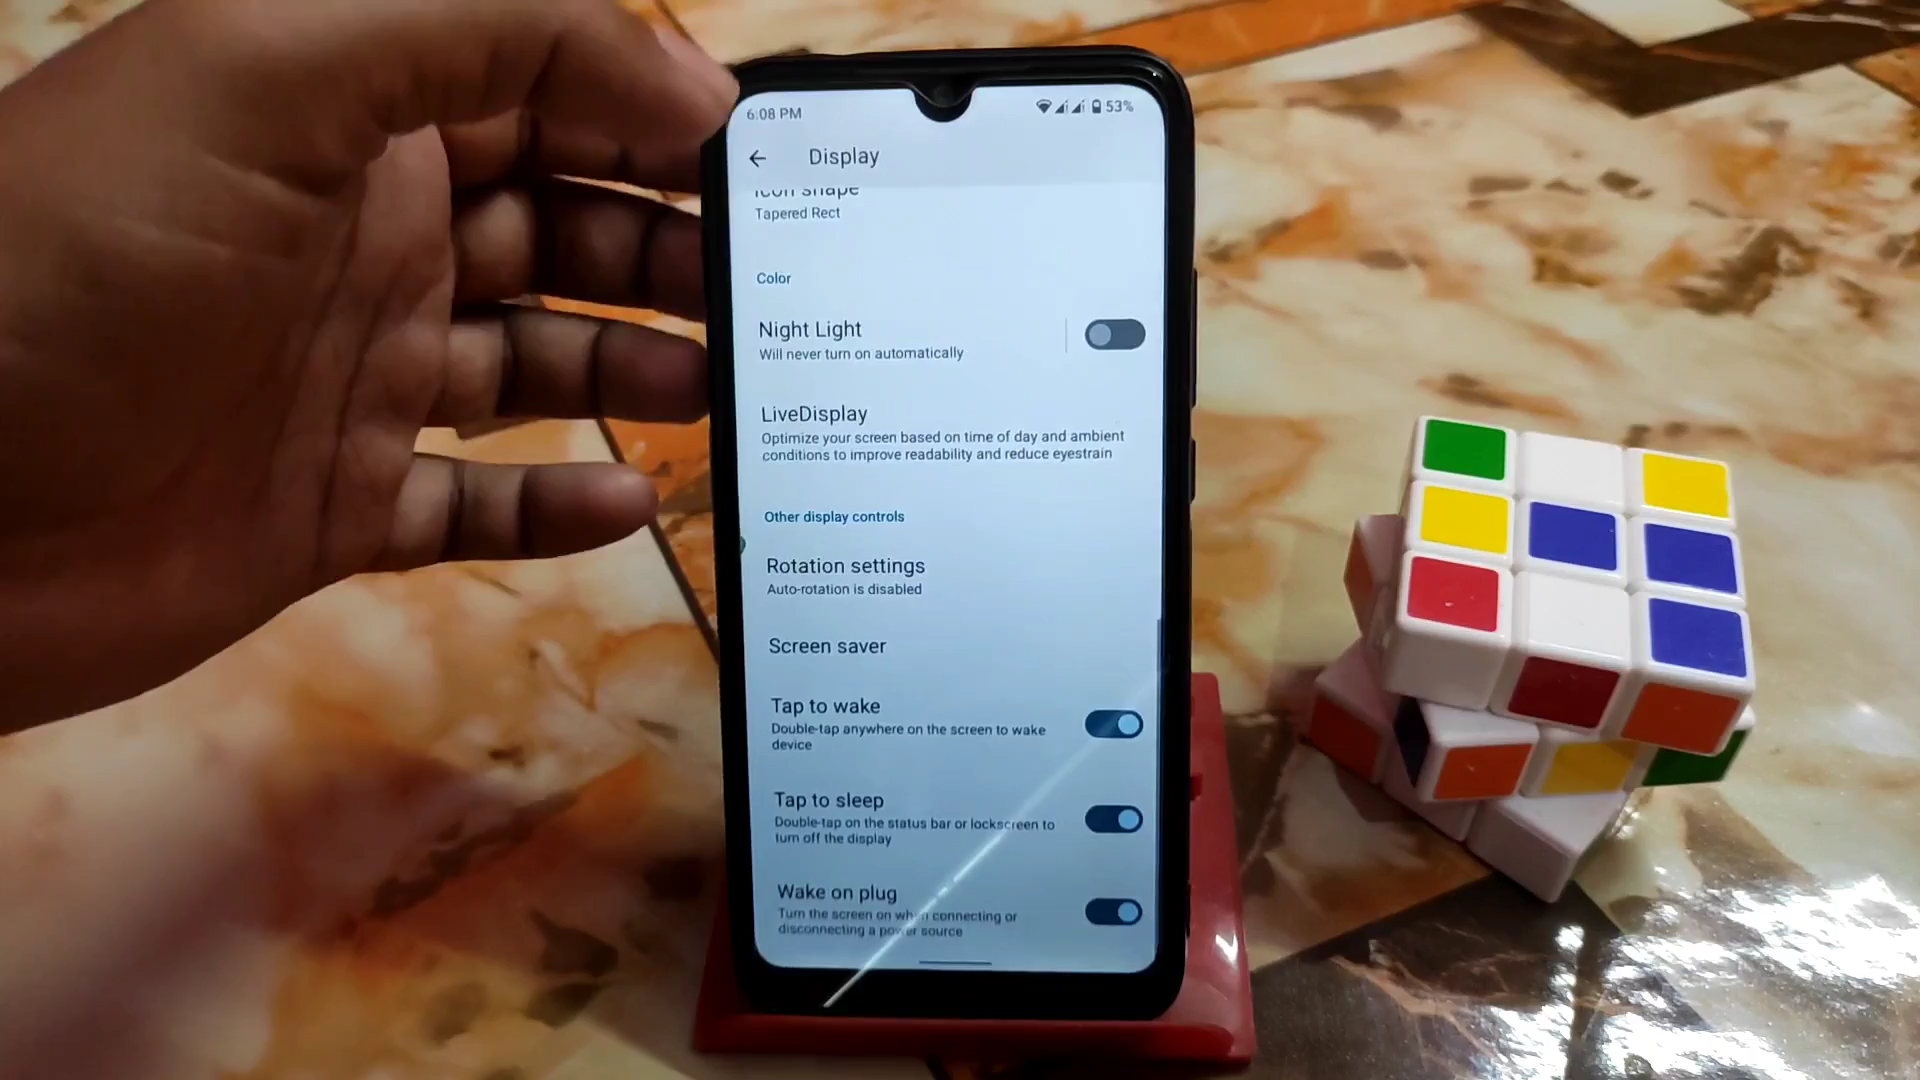 6:08 PM
53%
Display
Icon shape
Tapered Rect
Color
Night Light
Will never turn on automatically
LiveDisplay
Optimize your screen based on time of day and ambient
conditions to improve readability and reduce eyestrain
Other display controls
Rotation settings
Auto-rotation is disabled
Screen saver
Tap to wake
Double-tap anywhere on the screen to wake
device
Tap to sleep
Double-tap on the status bar or lockscreen to
turn off the display
Wake on plug
Turn the screen on when connecting or
disconnecting a power source